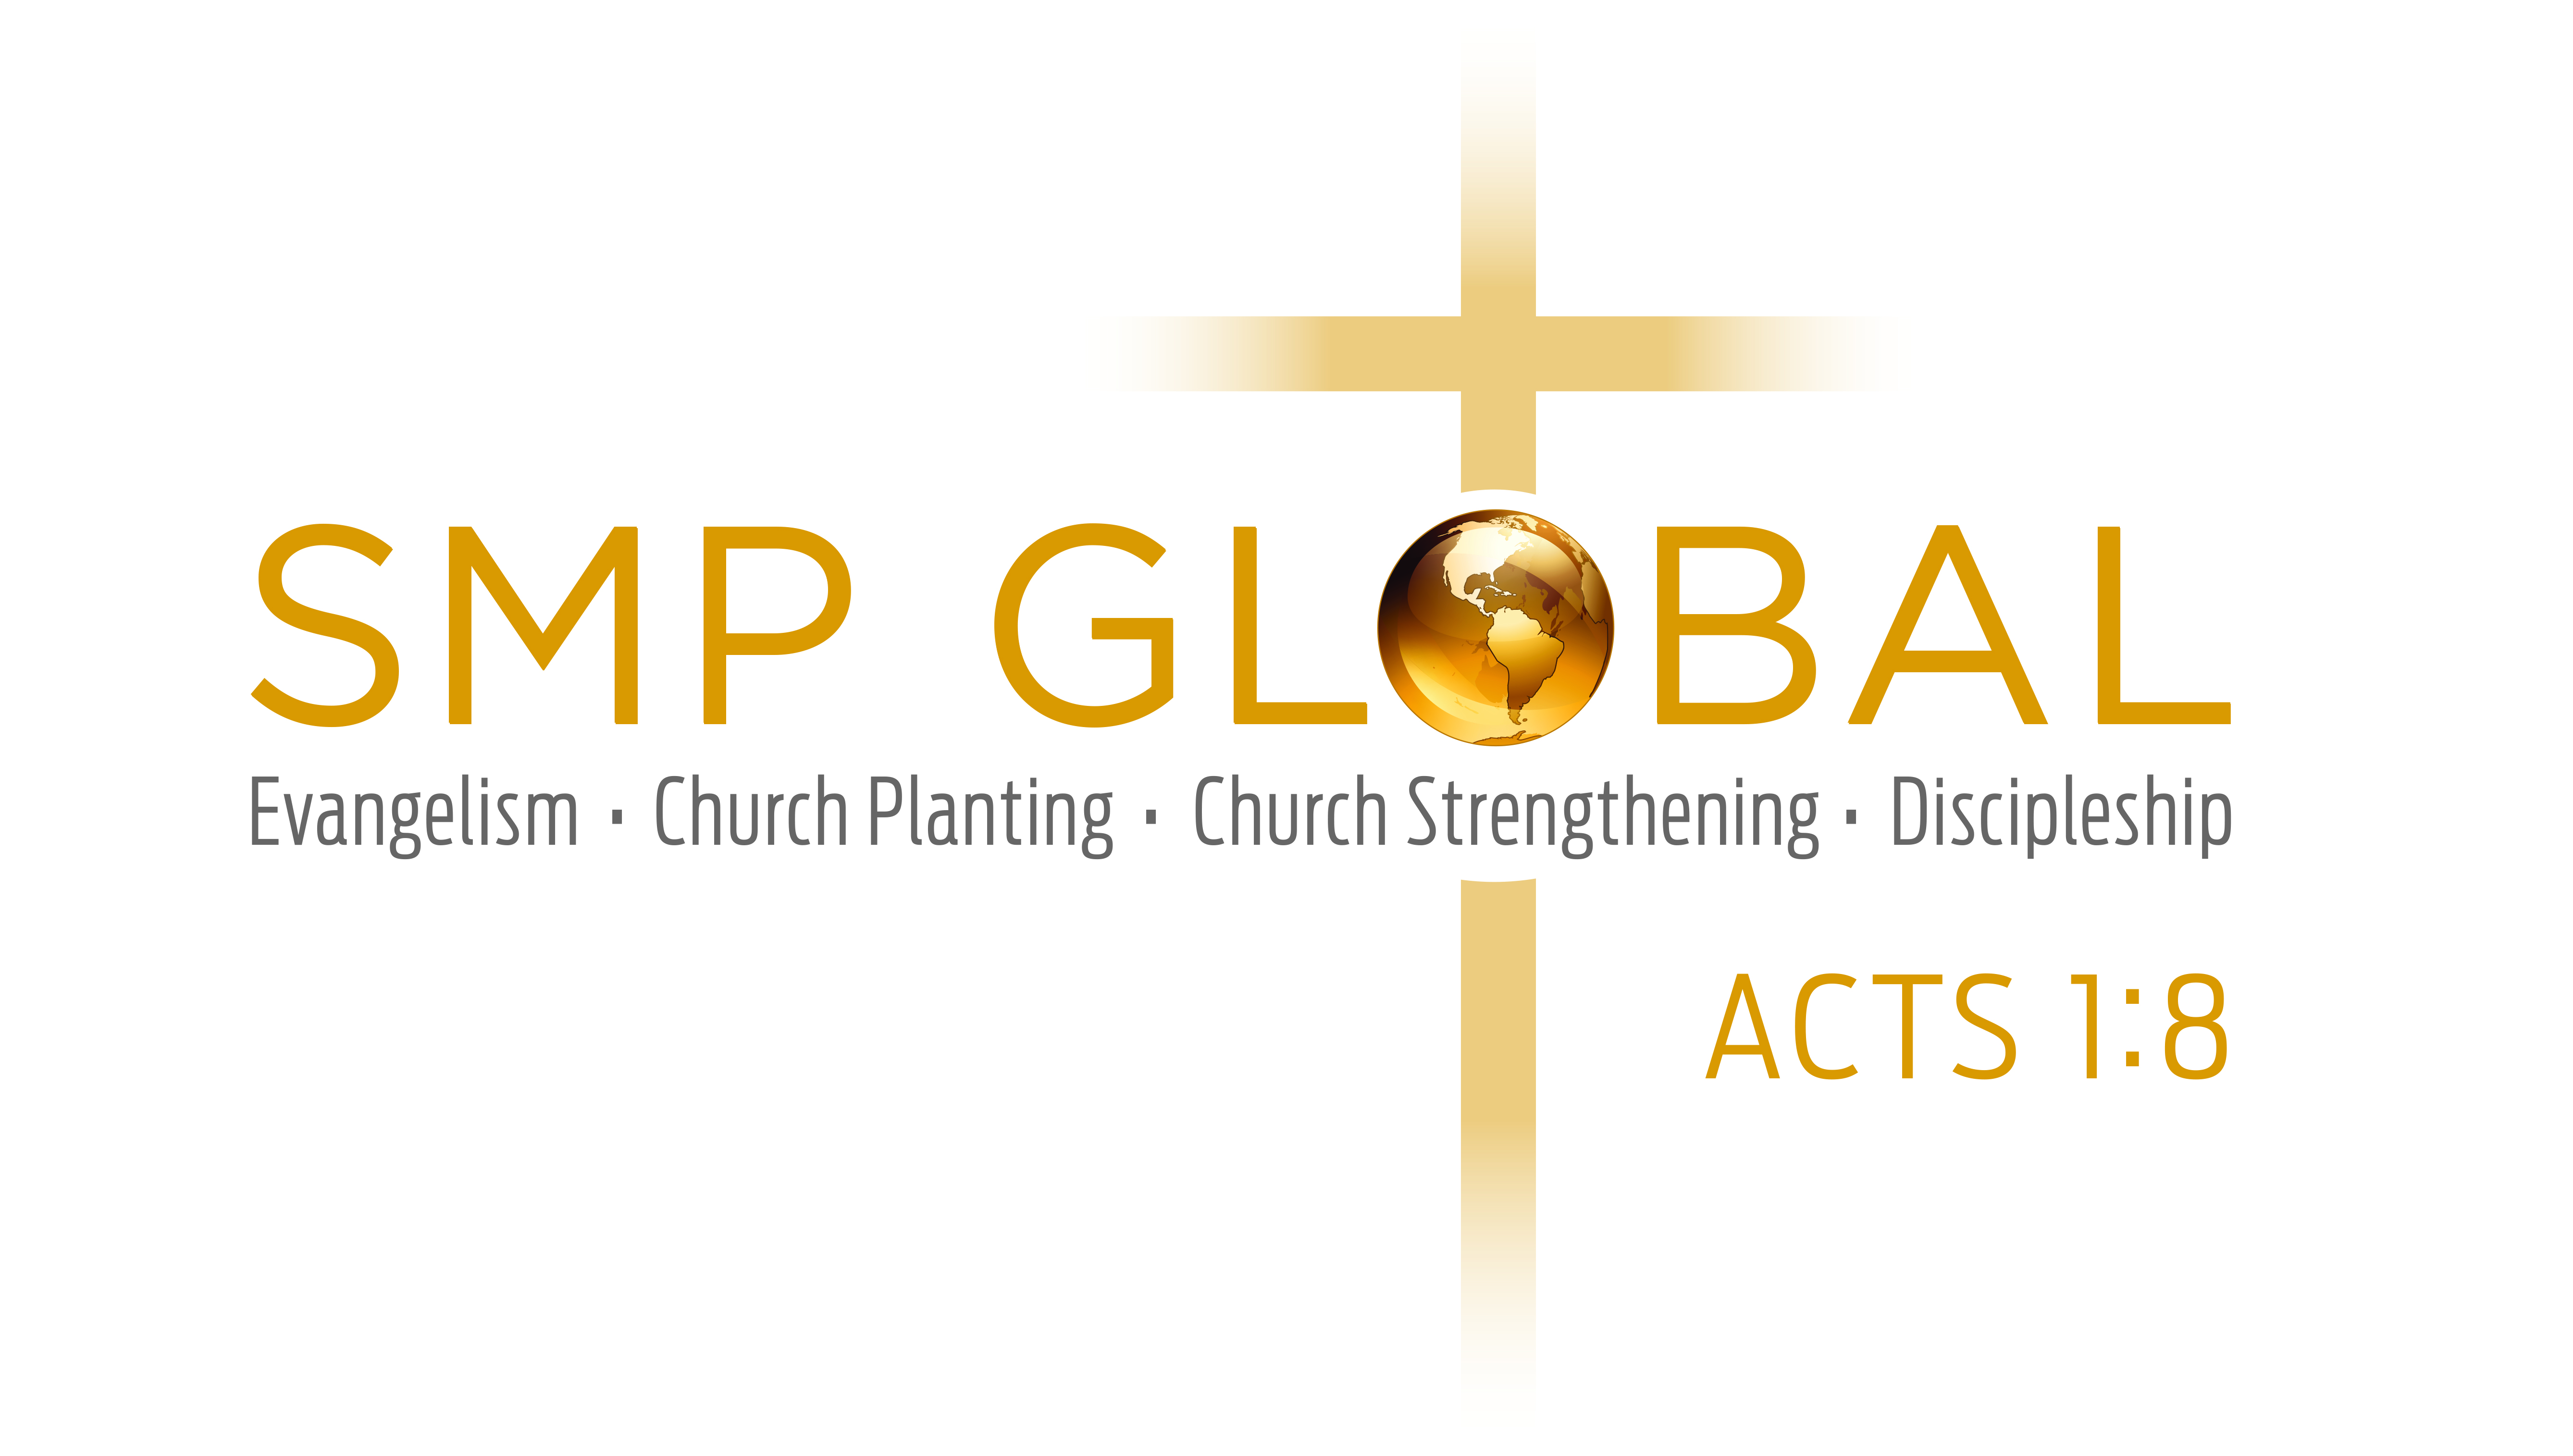 SMP GLOBAL
Evangelism · Church Planting · Church Strengthening · Discipleship
ACTS 1:8